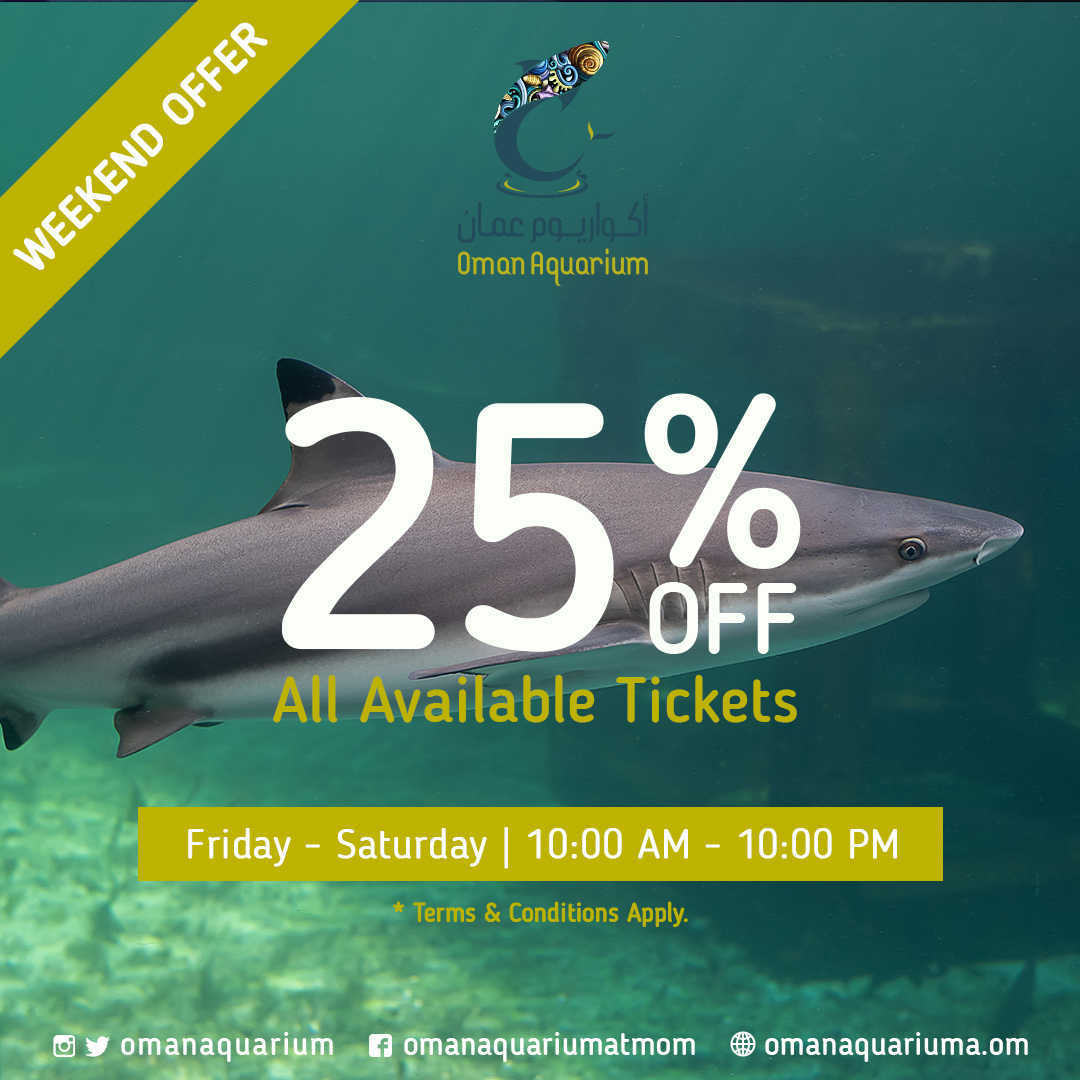 WEEKEND OFFER
أكواريوم عمان
Oman Aquarium
25%
OFF
All Available Tickets
Friday - Saturday | 10:00 AM - 10:00 PM
* Terms & Conditions Apply.
omanaquarium omanaquariumatmom omanaquariuma.om